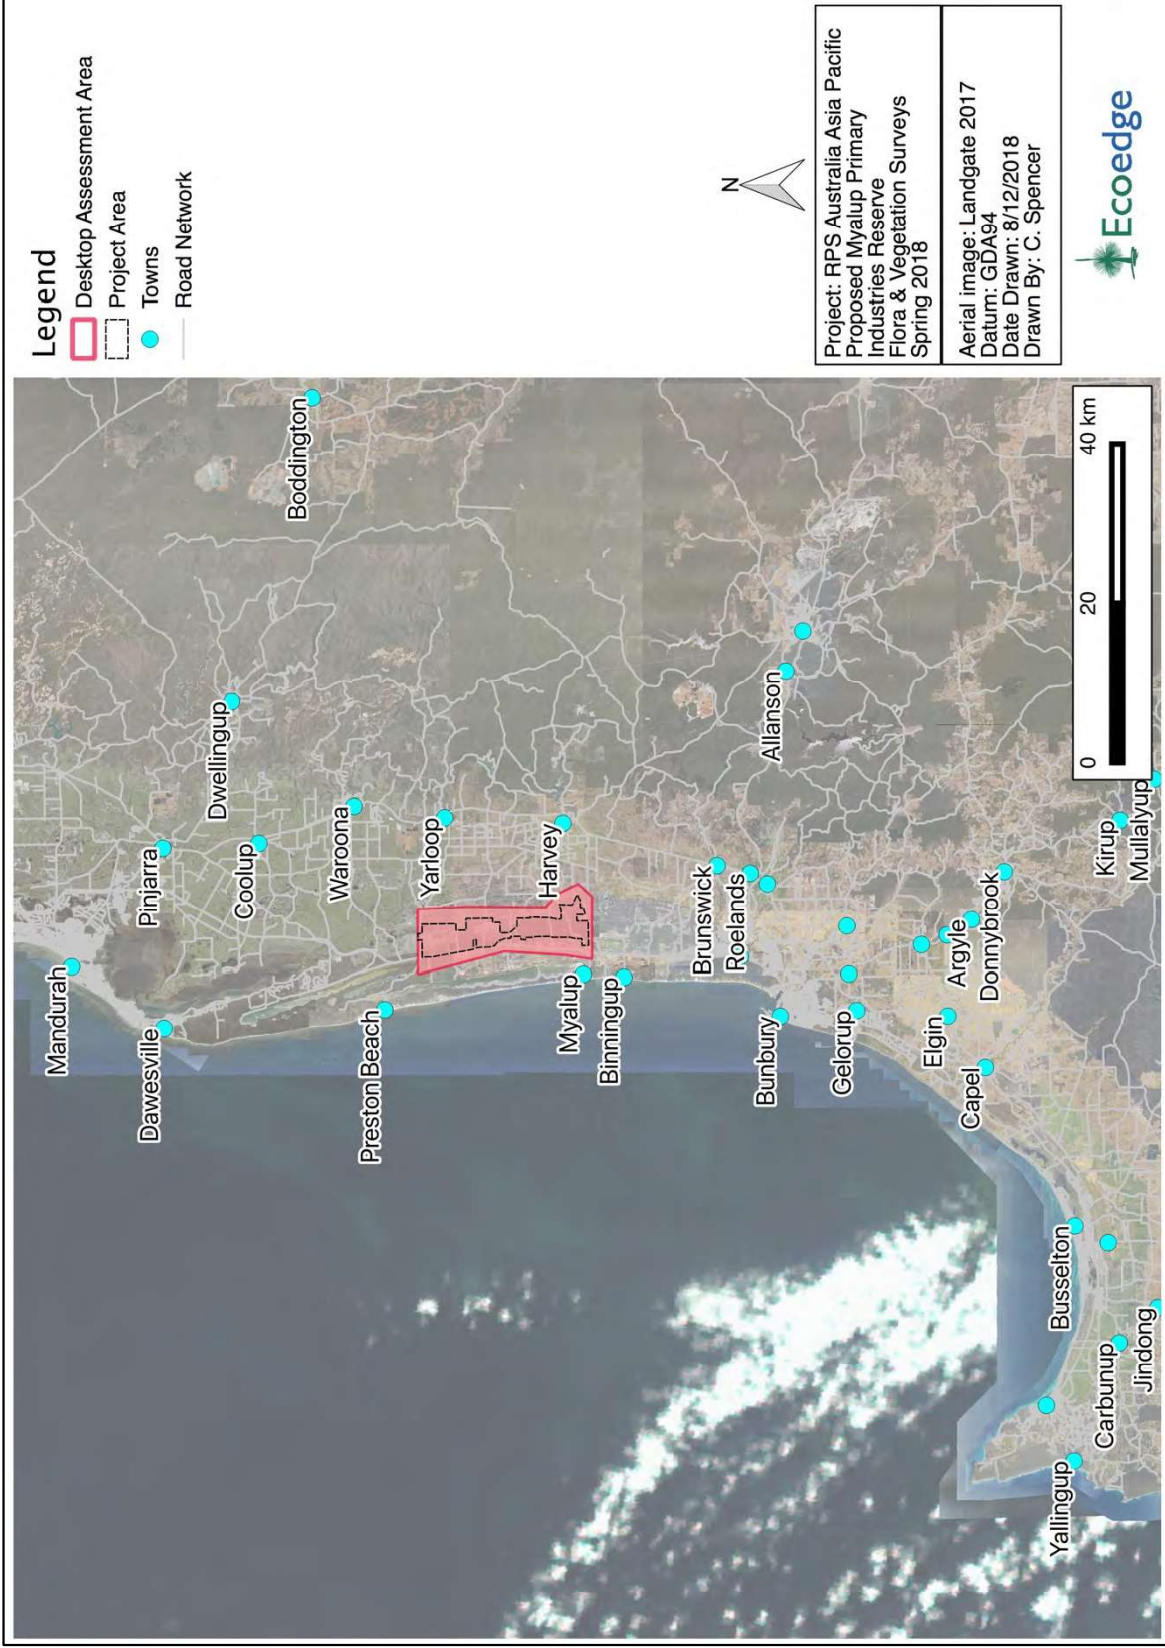 Legend
Desktop Assessment Area
Project Area
Towns
Road Network
Mandurah
Dawesville
Pinjarra
Dwellingup
Coolup
Boddington
Waroona
Preston Beach
Yarloop
Harvey
Myalup
Binningup
Brunswick
Roelands
Allanson
Bunbury
Gelorup
Elgin
Argyle
Donnybrook
Capel
Busselton
Yallingup
Carbunup
Jindong
Kirup
Mullalyup
0 20 40 km
N
Project: RPS Australia Asia Pacific
Proposed Myalup Primary
Industries Reserve
Flora & Vegetation Surveys
Spring 2018
Aerial image: Landgate 2017
Datum: GDA94
Date Drawn: 8/12/2018
Drawn By: C. Spencer
Ecoedge